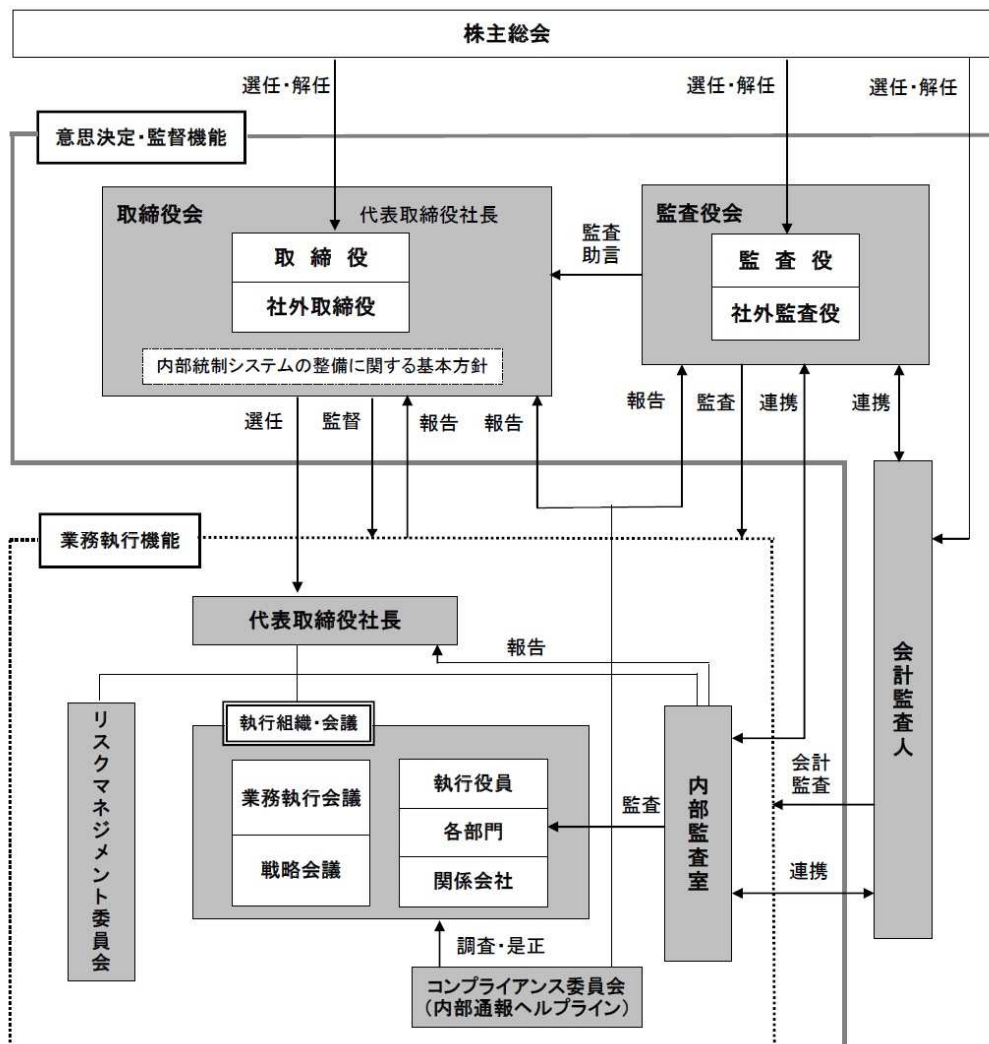 株主総会
選任・解任
選任・解任
選任・解任
意思決定・監督機能
取締役会
代表取締役社長
取締役
社外取締役
内部統制システムの整備に関する基本方針
監査
助言
監査役会
監査役
社外監査役
選任
監督
報告
報告
報告
監査
連携
連携
業務執行機能
代表取締役社長
報告
会計監査人
リスクマネジメント委員会
執行組織・会議
業務執行会議
戦略会議
執行役員
各部門
関係会社
監査
内部監査室
会計
監査
連携
調査・是正
コンプライアンス委員会
（内部通報ヘルプライン）